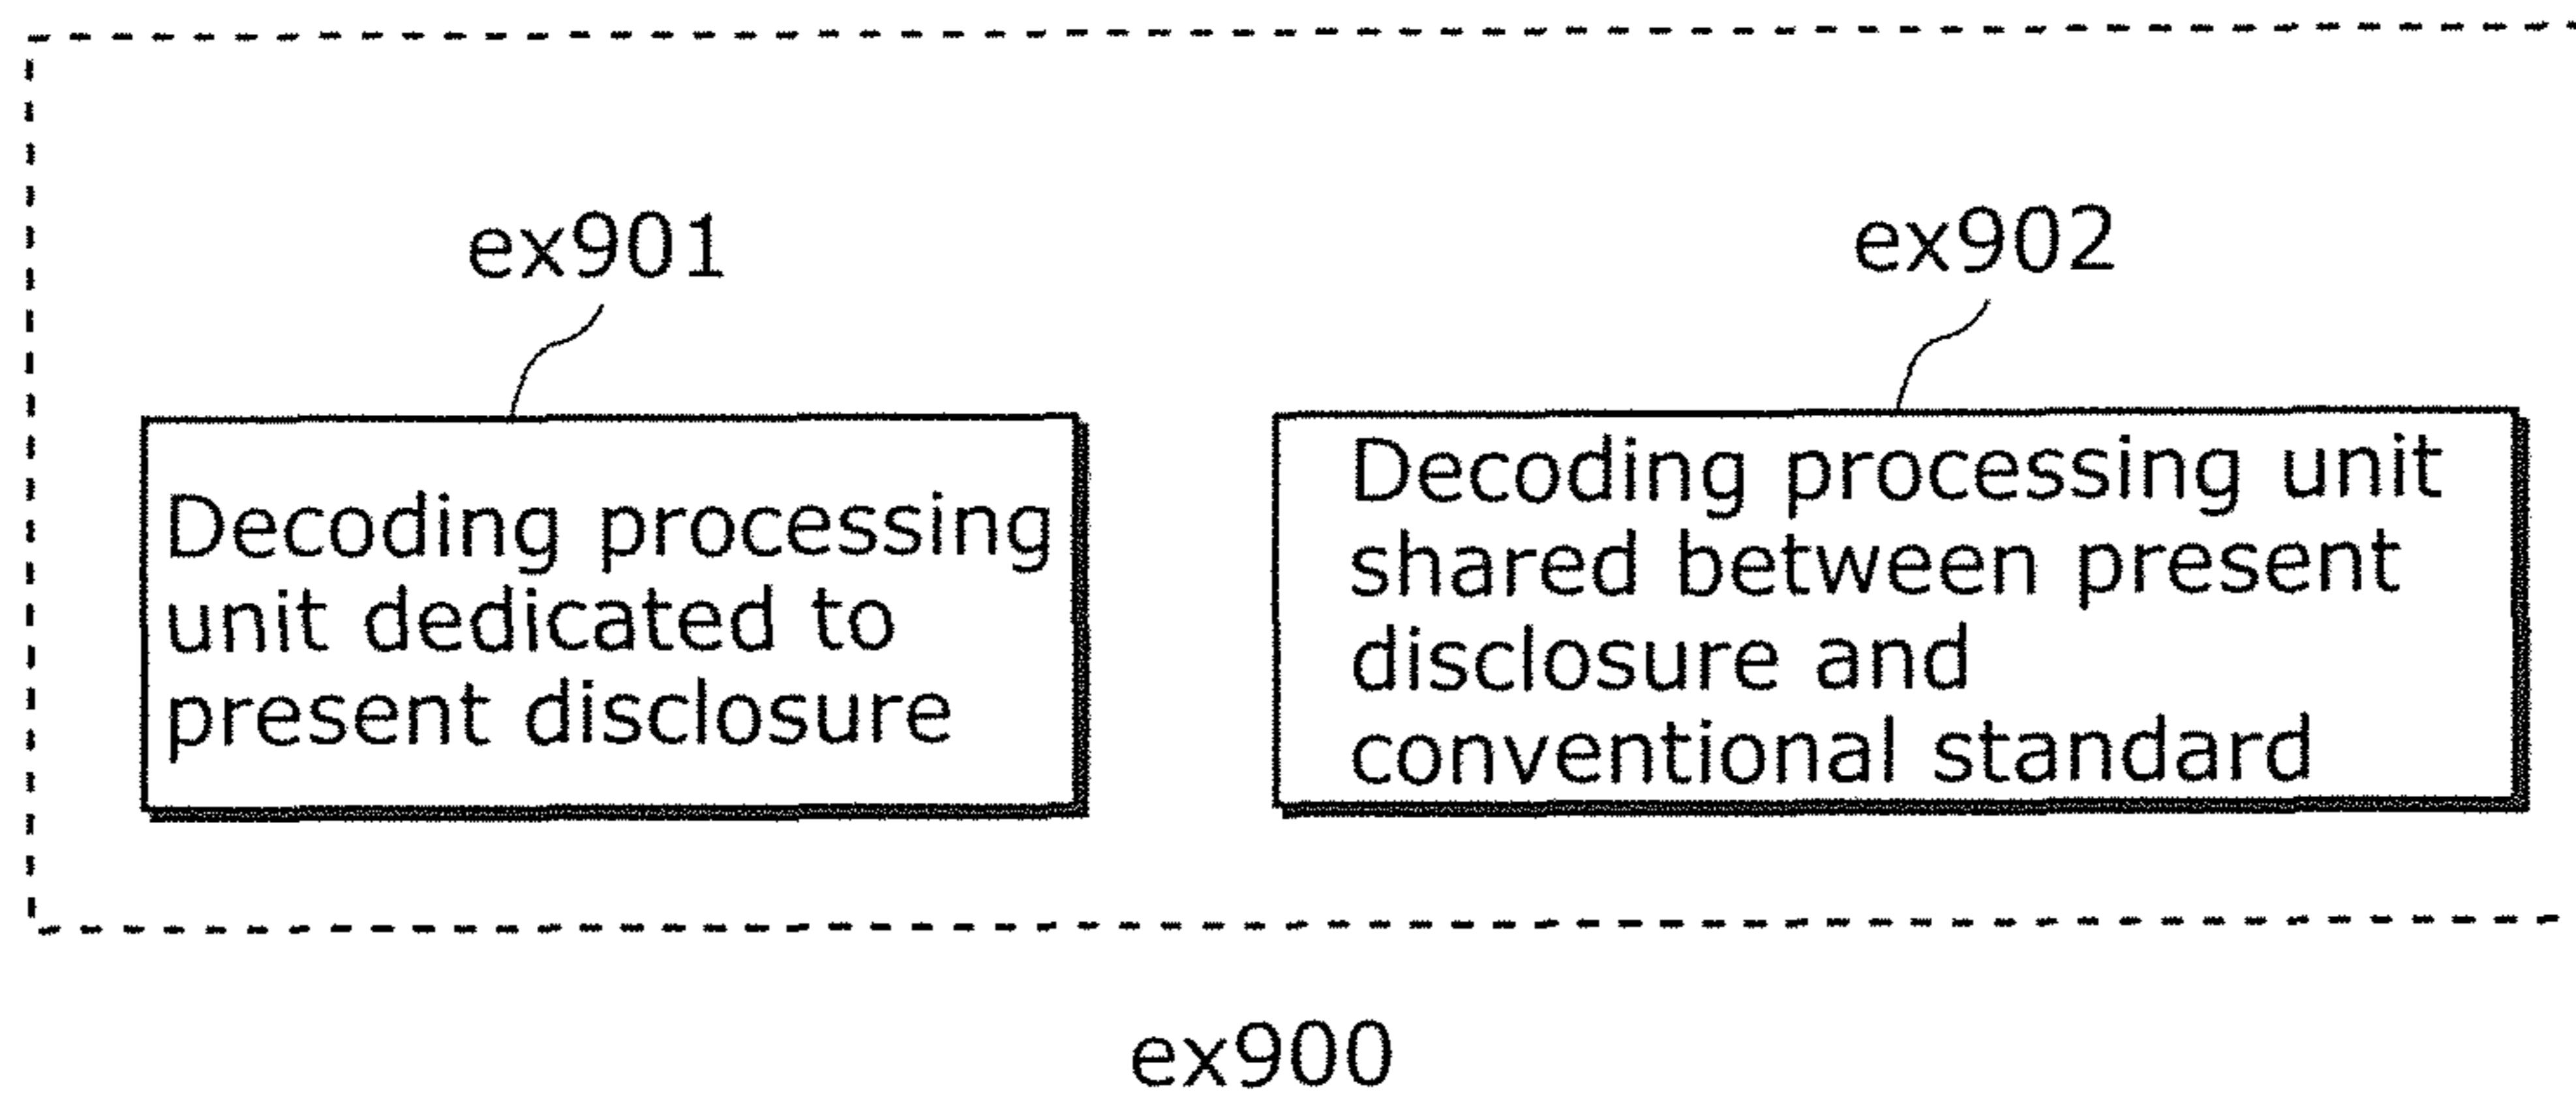 ex901
Decoding processing
unit dedicated to
present disclosure
ex902
Decoding processing unit
shared between present
disclosure and
conventional standard
ex900